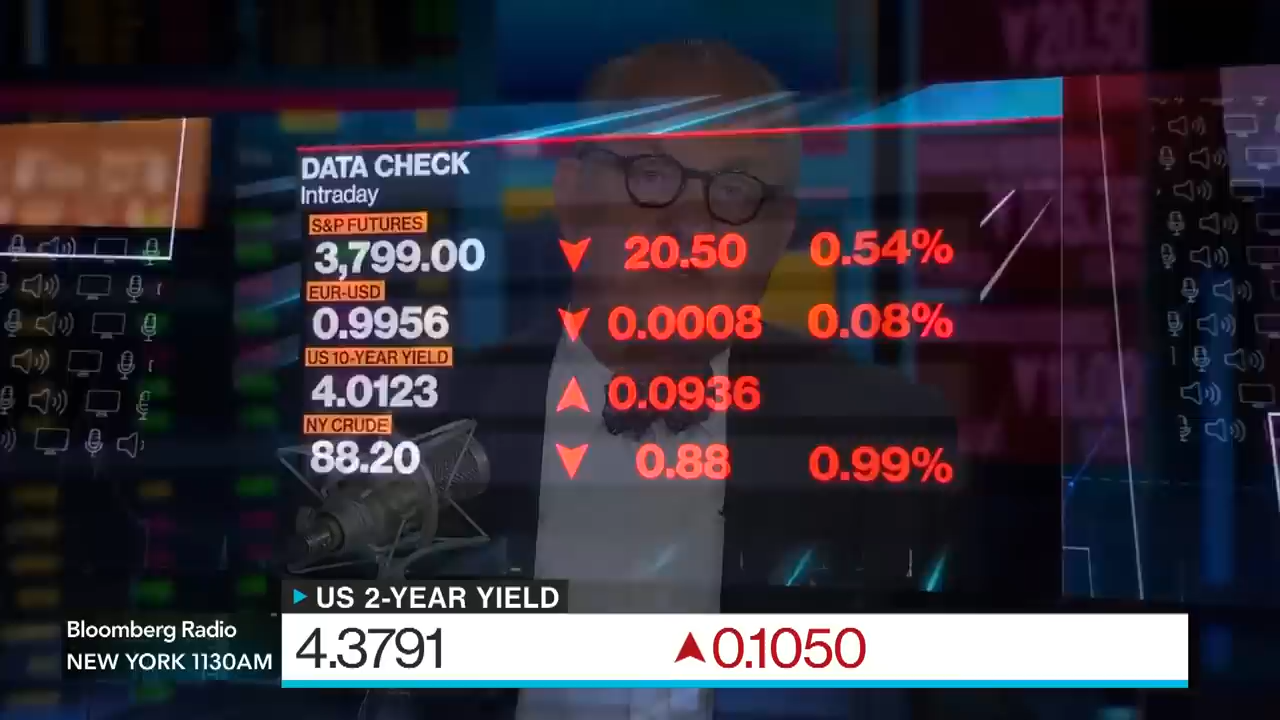 DATA CHECK
Intraday
S&P FUTURES
3,799.00 ▼ 20.50 0.54%
EUR-USD
0.9956 ▼ 0.0008 0.08%
US 10-YEAR YIELD
4.0123 ▲ 0.0936
NY CRUDE
88.20 ▼ 0.88 0.99%
US 2-YEAR YIELD
4.3791 ▲ 0.1050
Bloomberg Radio
NEW YORK 1130AM